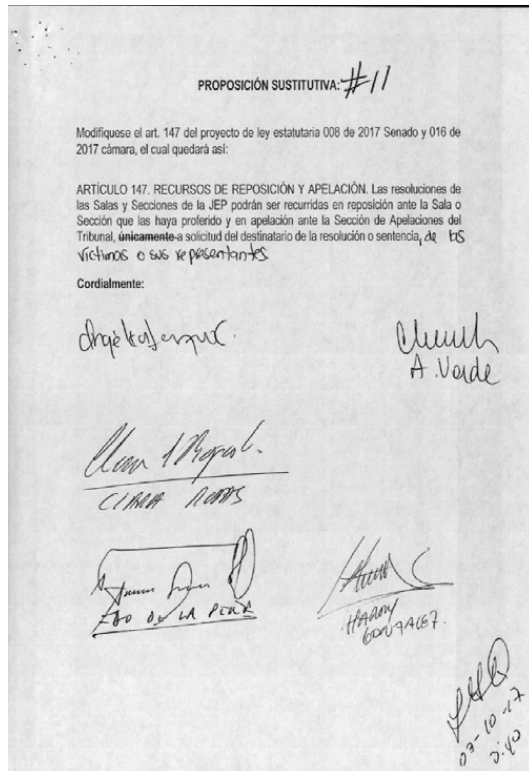 PROPOSICIÓN SUSTITUTIVA: #11
Modifíquese el art. 147 del proyecto de ley estatutaria 008 de 2017 Senado y 016 de
2017 cámara, el cual quedará así:
ARTÍCULO 147. RECURSOS DE REPOSICIÓN Y APELACIÓN. Las resoluciones de
las Salas y Secciones de la JEP podrán ser recurridas en reposición ante la Sala o
Sección que las haya proferido y en apelación ante la Sección de Apelaciones del
Tribunal, únicamente a solicitud del destinatario de la resolución o sentencia, de las
víctimas o sus representantes
Cordialmente:
A. Verde
CLARA ROJAS
EDO DE LA PEÑA
HARRY
GONZALEZ.
03-10-17